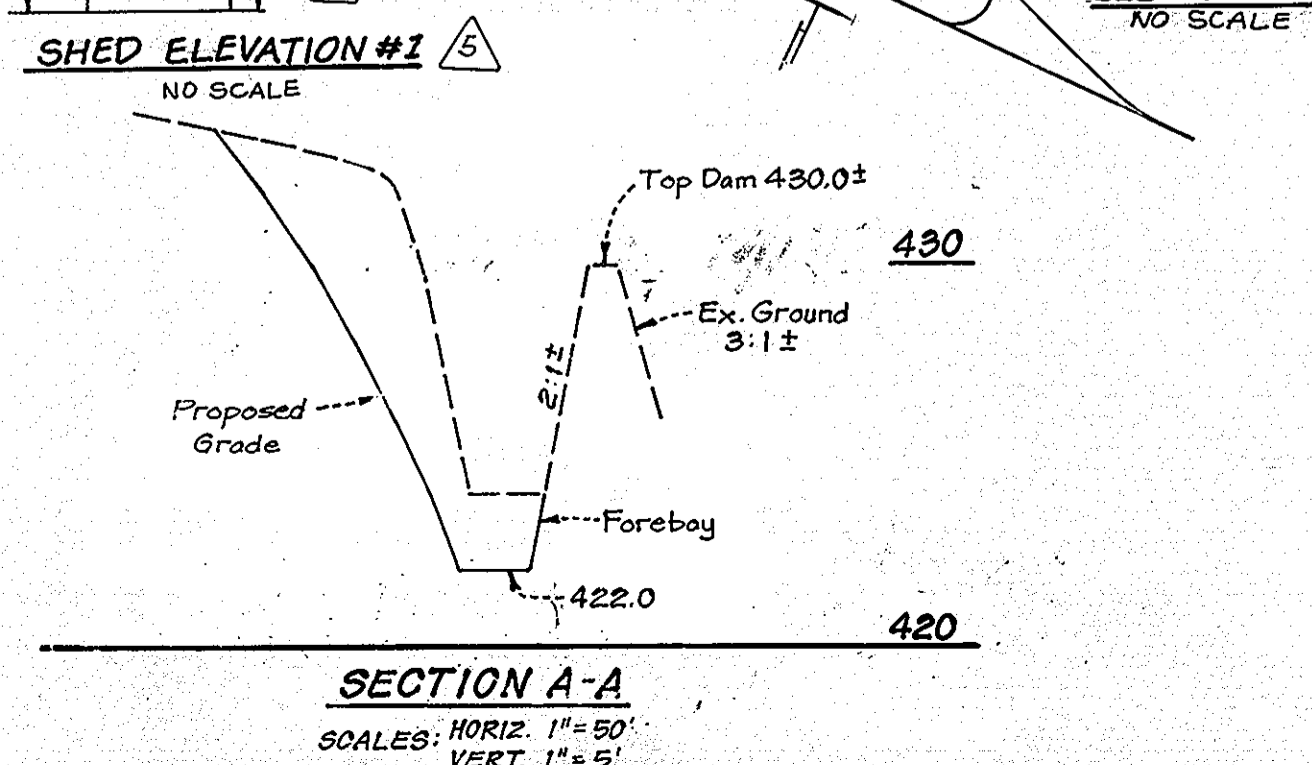 SHED ELEVATION #1
5
NO SCALE
NO SCALE
Top Dam 430.0±
430
Ex. Ground
3:1 ±
2:1±
Proposed
Grade
Forebay
422.0
420
SECTION A-A
SCALES: HORIZ. 1"=50'
VERT. 1"=5'